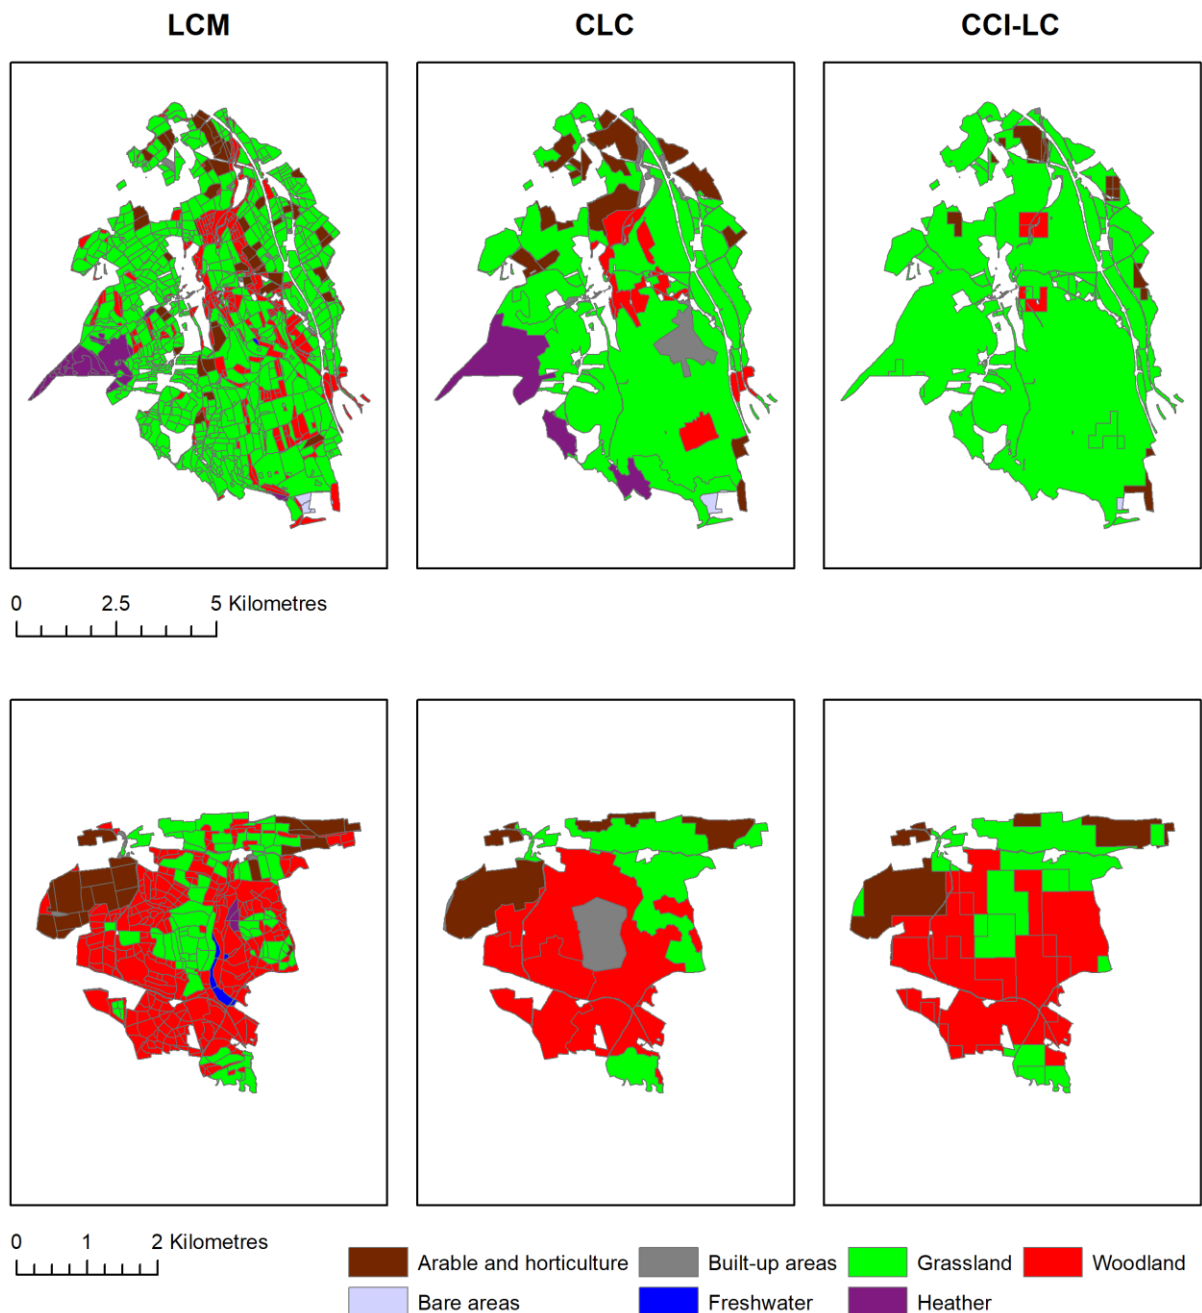 LCM CLC CCI-LC
0 2.5 5 Kilometres
0 1 2 Kilometres
Arable and horticulture Built-up areas Grassland Woodland
Bare areas Freshwater Heather